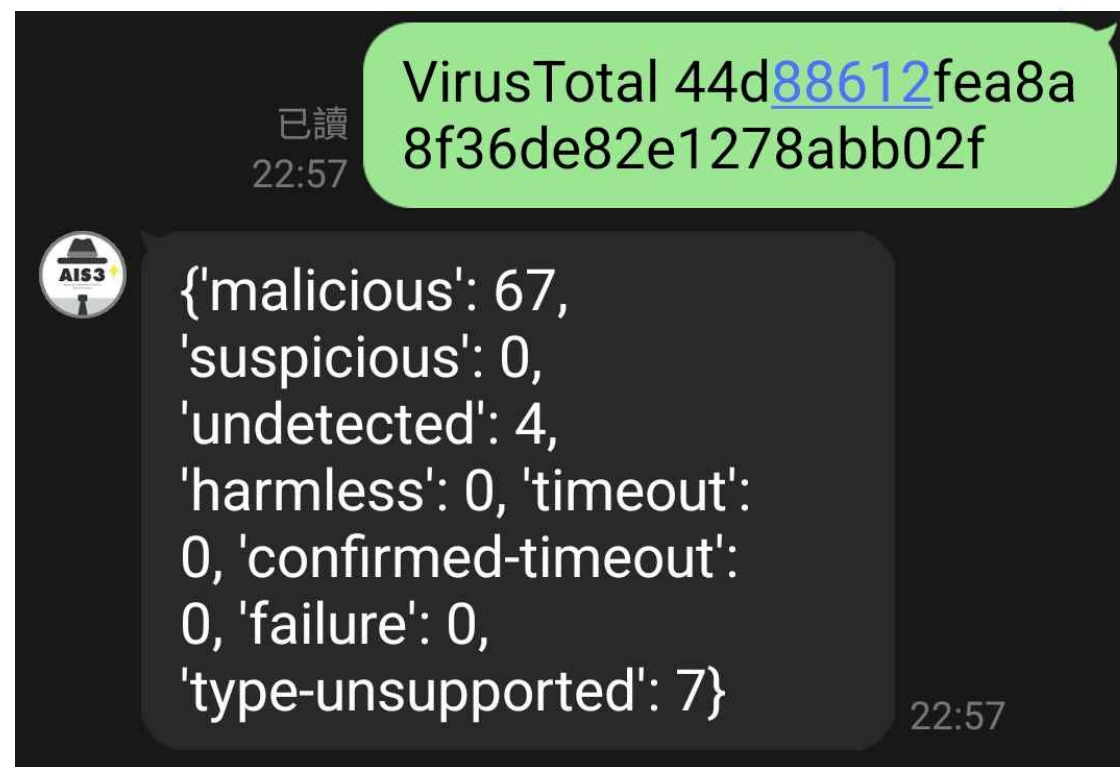 VirusTotal 44d88612fea8a
8f36de82e1278abb02f
已讀
22:57
AIS3
{'malicious': 67,
'suspicious': 0,
'undetected': 4,
'harmless': 0, 'timeout':
0, 'confirmed-timeout':
0, 'failure': 0,
'type-unsupported': 7}
22:57